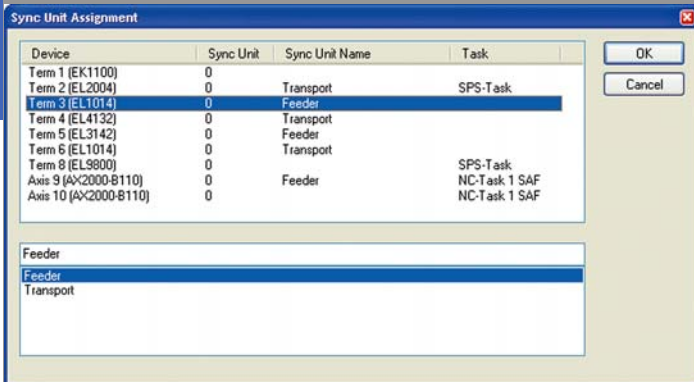 Sync Unit Assignment
Device Sync Unit Sync Unit Name Task
Term 1 (EK1100) 0
Term 2 (EL2004) 0 Transport SPS-Task
Term 3 (EL1014) 0 Feeder
Term 4 (EL4132) 0 Transport
Term 5 (EL3142) 0 Feeder
Term 6 (EL1014) 0 Transport
Term 8 (EL9800) 0 SPS-Task
Axis 9 (AX2000-B110) 0 Feeder NC-Task 1 SAF
Axis 10 (AX2000-B110) 0 NC-Task 1 SAF
OK
Cancel
Feeder
Feeder
Transport